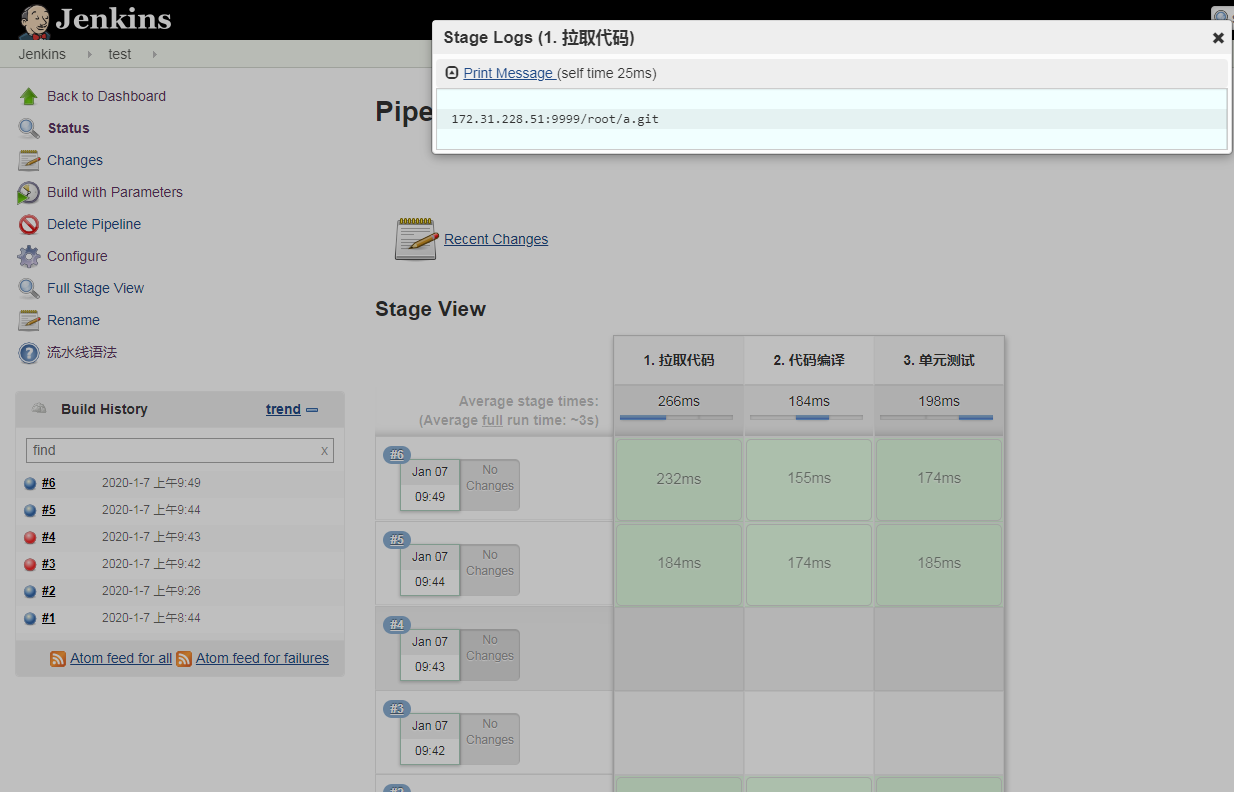 Jenkins
Jenkins
test
Stage Logs (1. 拉取代码)
Print Message (self time 25ms)
172.31.228.51:9999/root/a.git
Back to Dashboard
Status
Changes
Build with Parameters
Delete Pipeline
Configure
Full Stage View
Rename
流水线语法
Build History
trend
find
x
#6 2020-1-7 上午9:49
#5 2020-1-7 上午9:44
#4 2020-1-7 上午9:43
#3 2020-1-7 上午9:42
#2 2020-1-7 上午9:26
#1 2020-1-7 上午8:44
Atom feed for all Atom feed for failures
Pipe
Recent Changes
Stage View
1. 拉取代码 2. 代码编译 3. 单元测试
Average stage times:
(Average full run time: ~3s)
266ms 184ms 198ms
#6
Jan 07
09:49
No
Changes
232ms 155ms 174ms
#5
Jan 07
09:44
No
Changes
184ms 174ms 185ms
#4
Jan 07
09:43
No
Changes
#3
Jan 07
09:42
No
Changes
#2